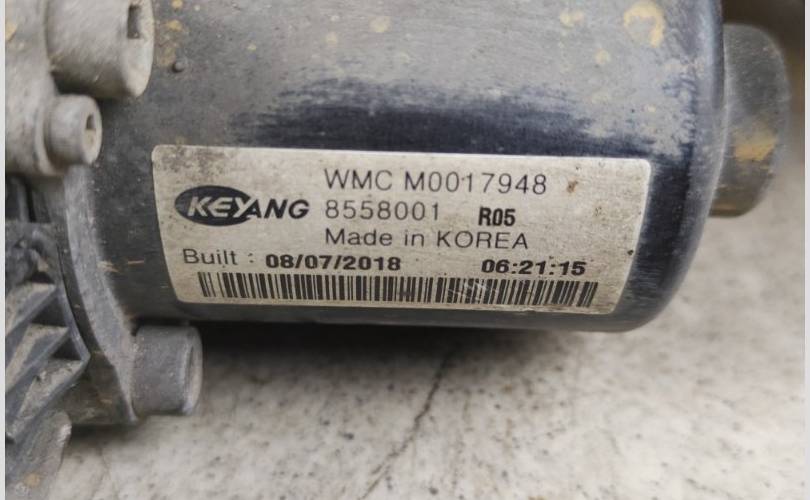 WMC M0017948
KEYANG 8558001 R05
Made in KOREA
Built : 08/07/2018 06:21:15